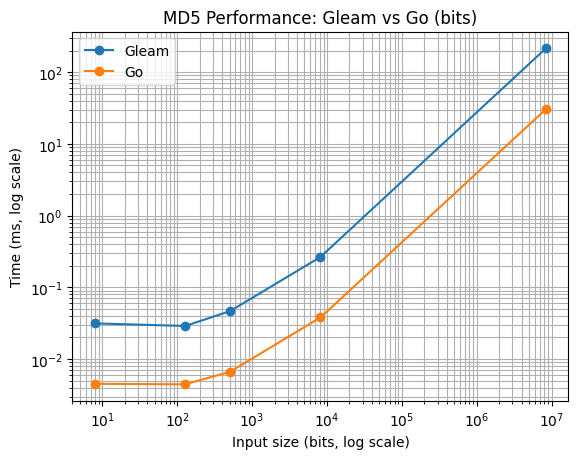 MD5 Performance: Gleam vs Go (bits)
Gleam
Go
Time (ms, log scale)
10²
10¹
10⁰
10⁻¹
10⁻²
10¹ 10² 10³ 10⁴ 10⁵ 10⁶ 10⁷
Input size (bits, log scale)